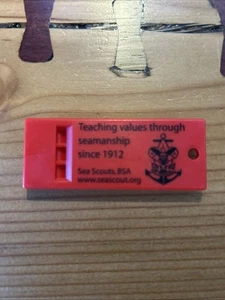 Teaching values through
seamanship
since 1912
Sea Scouts, BSA
www.seascout.org